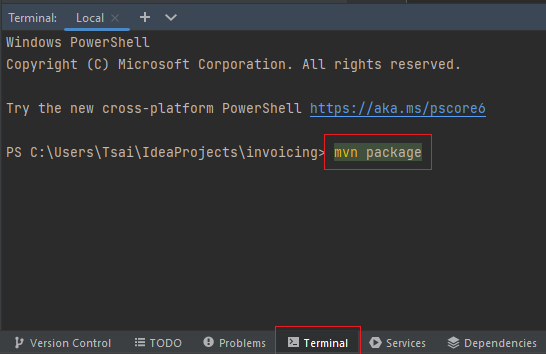 Terminal: Local
Windows PowerShell
Copyright (C) Microsoft Corporation. All rights reserved.
Try the new cross-platform PowerShell https://aka.ms/pscore6
PS C:\Users\Tsai\IdeaProjects\invoicing> mvn package
Version Control TODO Problems Terminal Services Dependencies